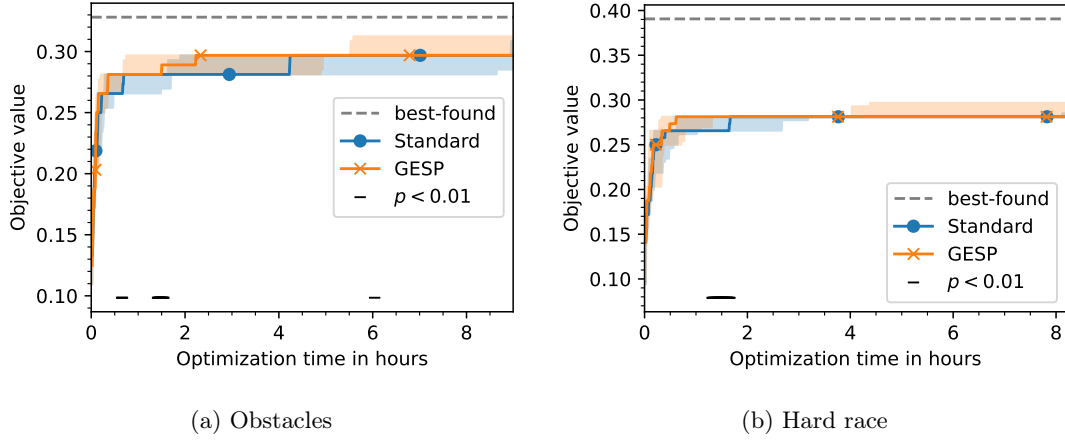 0.30
0.25
0.20
0.15
0.10
Objective value
best-found
Standard
GESP
p < 0.01
0
2
4
6
8
Optimization time in hours
(a) Obstacles
0.40
0.35
0.30
0.25
0.20
0.15
0.10
Objective value
best-found
Standard
GESP
p < 0.01
0
2
4
6
8
Optimization time in hours
(b) Hard race